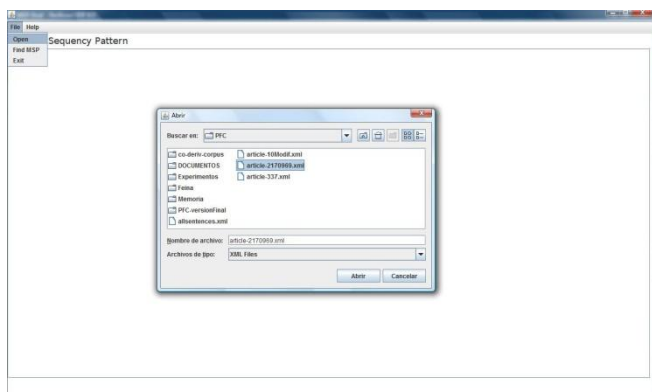 File Help
Open
Sequency Pattern
Find MSP
Exit
Abrir
Buscar en: PFC
co-deriv-corpus
article-10Modif.xml
DOCUMENTOS
article-2170969.xml
Experimentos
article-337.xml
Feina
Memoria
PFC-versionFinal
allsentences.xml
Nombre de archivo: article-2170969.xml
Archivos de tipo: XML Files
Abrir Cancelar